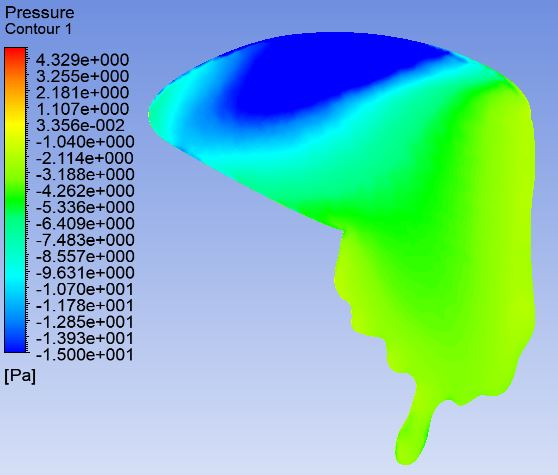 Pressure
Contour 1
4.329e+000
3.255e+000
2.181e+000
1.107e+000
3.356e-002
-1.040e+000
-2.114e+000
-3.188e+000
-4.262e+000
-5.336e+000
-6.409e+000
-7.483e+000
-8.557e+000
-9.631e+000
-1.070e+001
-1.178e+001
-1.285e+001
-1.393e+001
-1.500e+001
[Pa]